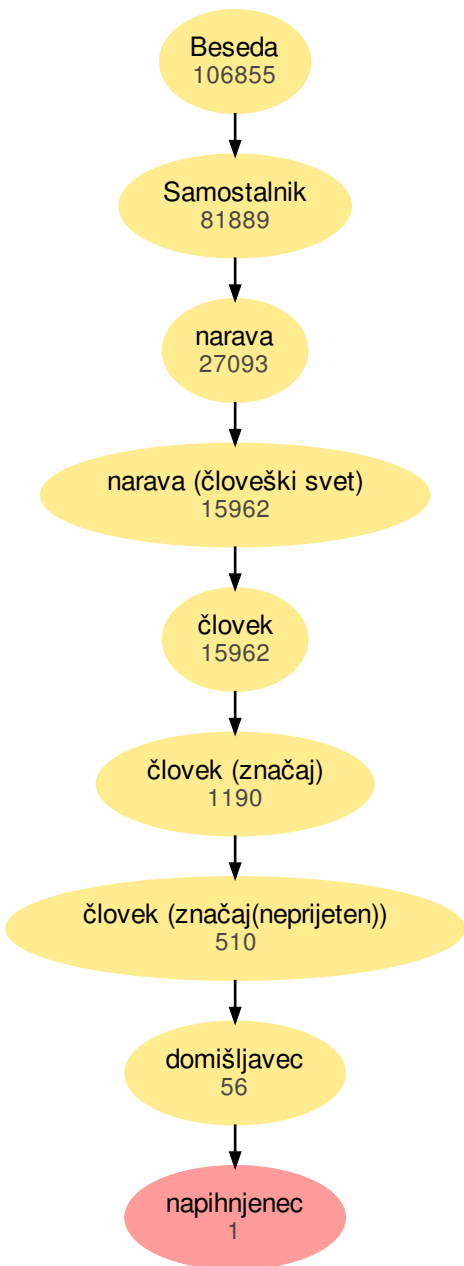 Beseda
106855
Samostalnik
81889
narava
27093
narava (človeški svet)
15962
človek
15962
človek (značaj)
1190
človek (značaj(neprijeten))
510
domišljavec
56
napihnjenec
1